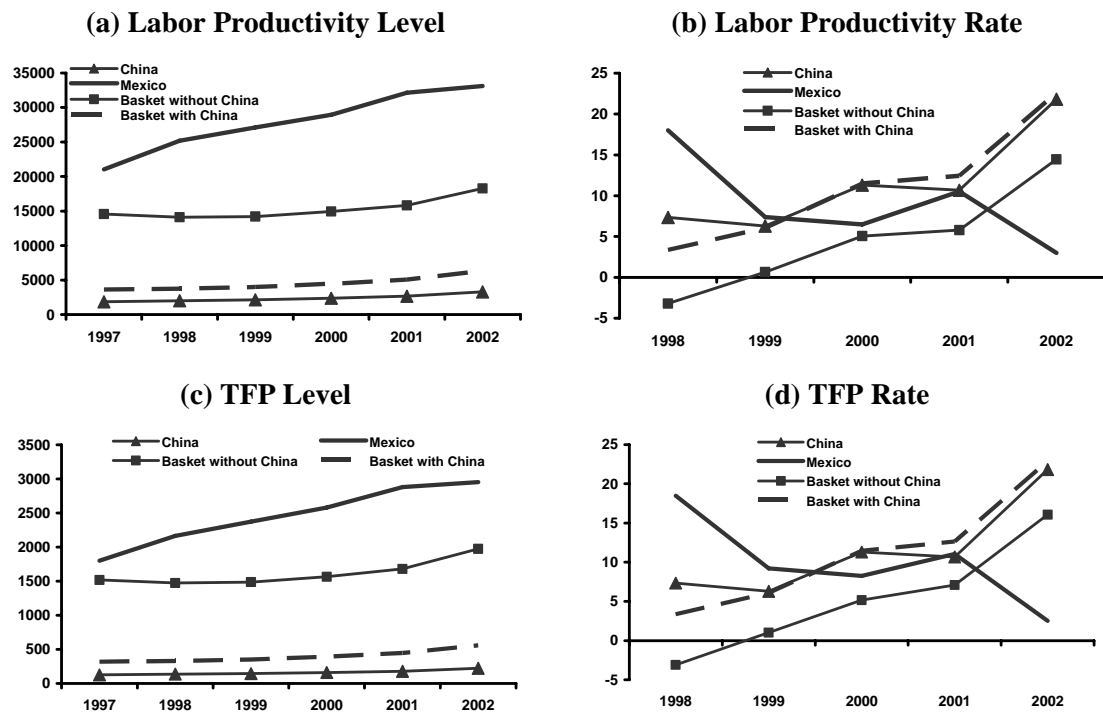 (a) Labor Productivity Level
China
Mexico
Basket without China
Basket with China
35000
30000
25000
20000
15000
10000
5000
0
1997 1998 1999 2000 2001 2002
(b) Labor Productivity Rate
China
Mexico
Basket without China
Basket with China
25
20
15
10
5
0
-5
1998 1999 2000 2001 2002
(c) TFP Level
China Mexico
Basket without China Basket with China
3500
3000
2500
2000
1500
1000
500
0
1997 1998 1999 2000 2001 2002
(d) TFP Rate
China
Mexico
Basket without China
Basket with China
25
20
15
10
5
0
-5
1998 1999 2000 2001 2002